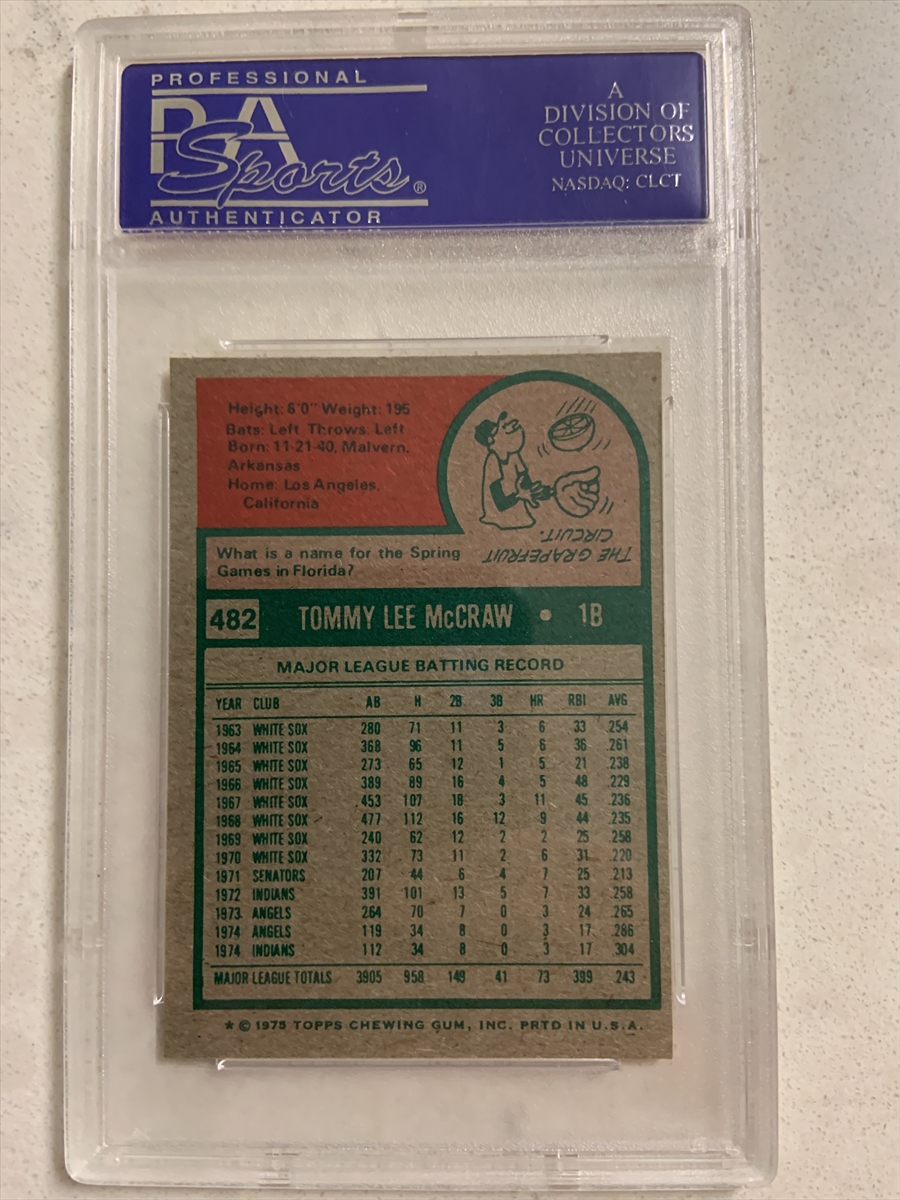 PROFESSIONAL
PSA
Sports®
AUTHENTICATOR
A
DIVISION OF
COLLECTORS
UNIVERSE
NASDAQ: CLCT
Height: 6'0" Weight: 195
Bats: Left Throws: Left
Born: 11-21-40, Malvern,
Arkansas
Home: Los Angeles,
California
What is a name for the Spring
Games in Florida?
THE GRAPEFRUIT
CIRCUIT.
482 TOMMY LEE McCRAW • 1B
MAJOR LEAGUE BATTING RECORD
YEAR CLUB AB H 2B 3B HR RBI AVG
1963 WHITE SOX 280 71 11 3 6 33 .254
1964 WHITE SOX 368 96 11 5 6 36 .261
1965 WHITE SOX 273 65 12 1 5 21 .238
1966 WHITE SOX 389 89 16 4 5 48 .229
1967 WHITE SOX 453 107 18 3 11 45 .236
1968 WHITE SOX 477 112 16 12 9 44 .235
1969 WHITE SOX 240 62 12 2 2 25 .258
1970 WHITE SOX 332 73 11 2 6 31 .220
1971 SENATORS 207 44 6 4 7 25 .213
1972 INDIANS 391 101 13 5 7 33 .258
1973 ANGELS 264 70 7 0 3 24 .265
1974 ANGELS 119 34 8 0 3 17 .286
1974 INDIANS 112 34 8 0 3 17 .304
MAJOR LEAGUE TOTALS 3905 958 149 41 73 399 .243
* © 1975 TOPPS CHEWING GUM, INC. PRTD IN U.S.A.